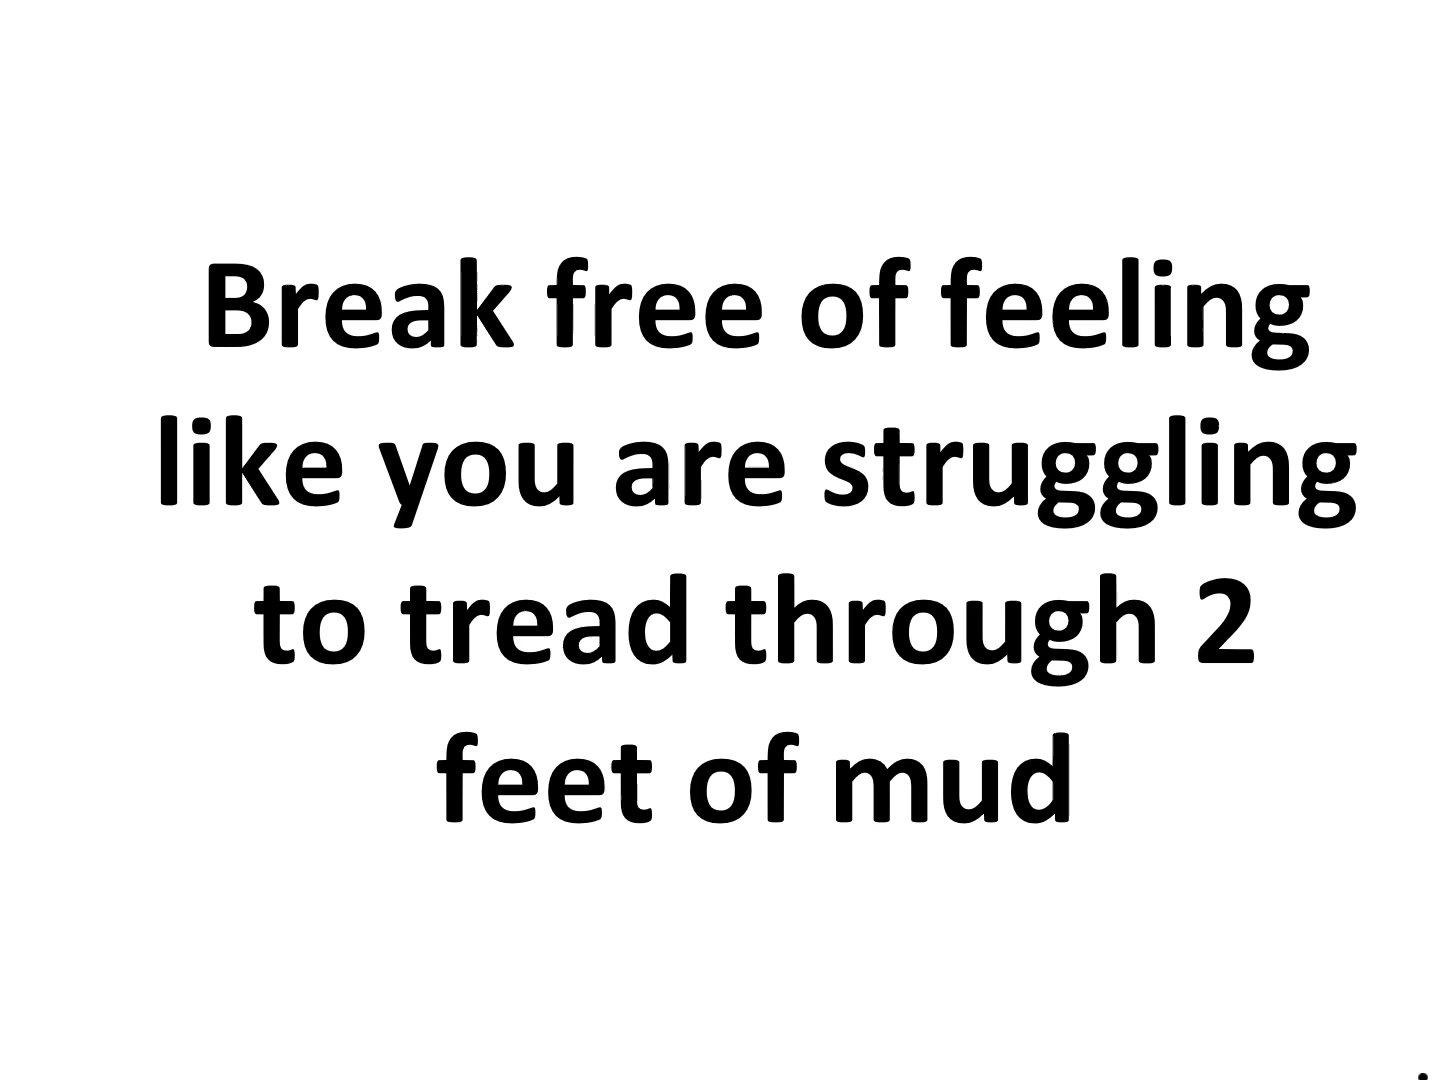 Break free of feeling
like you are struggling
to tread through 2
feet of mud